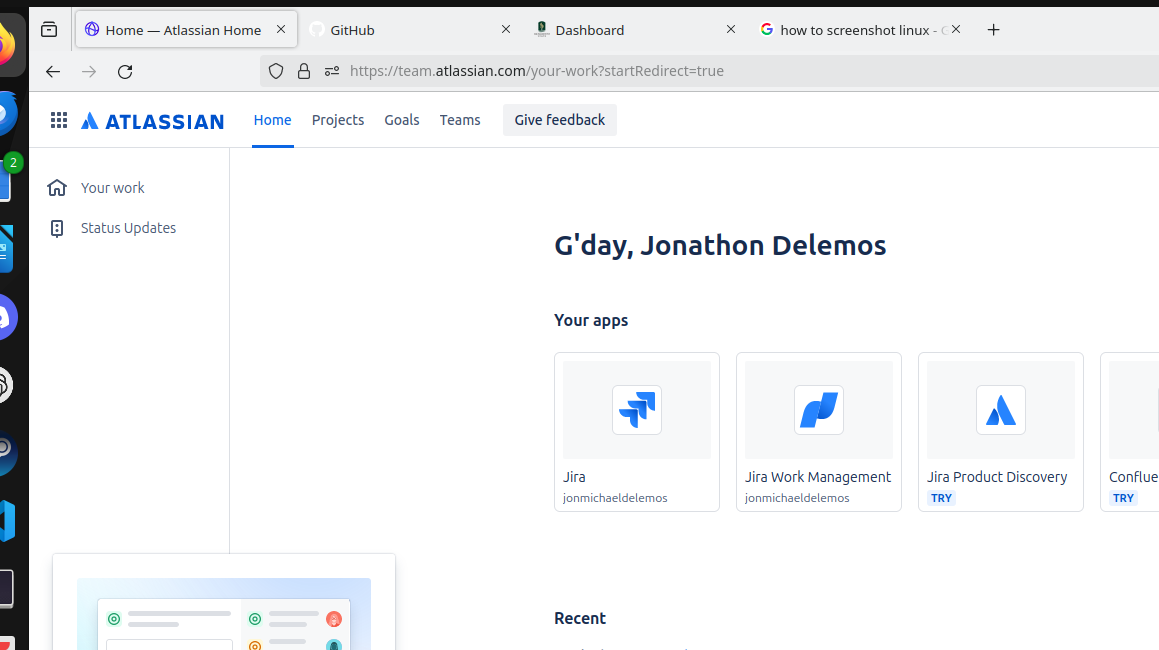 Home — Atlassian Home
GitHub
Dashboard
how to screenshot linux -
https://team.atlassian.com/your-work?startRedirect=true
ATLASSIAN
Home
Projects
Goals
Teams
Give feedback
2
Your work
Status Updates
G'day, Jonathon Delemos
Your apps
Jira
jonmichaeldelemos
Jira Work Management
jonmichaeldelemos
Jira Product Discovery
TRY
Conflue
TRY
Recent